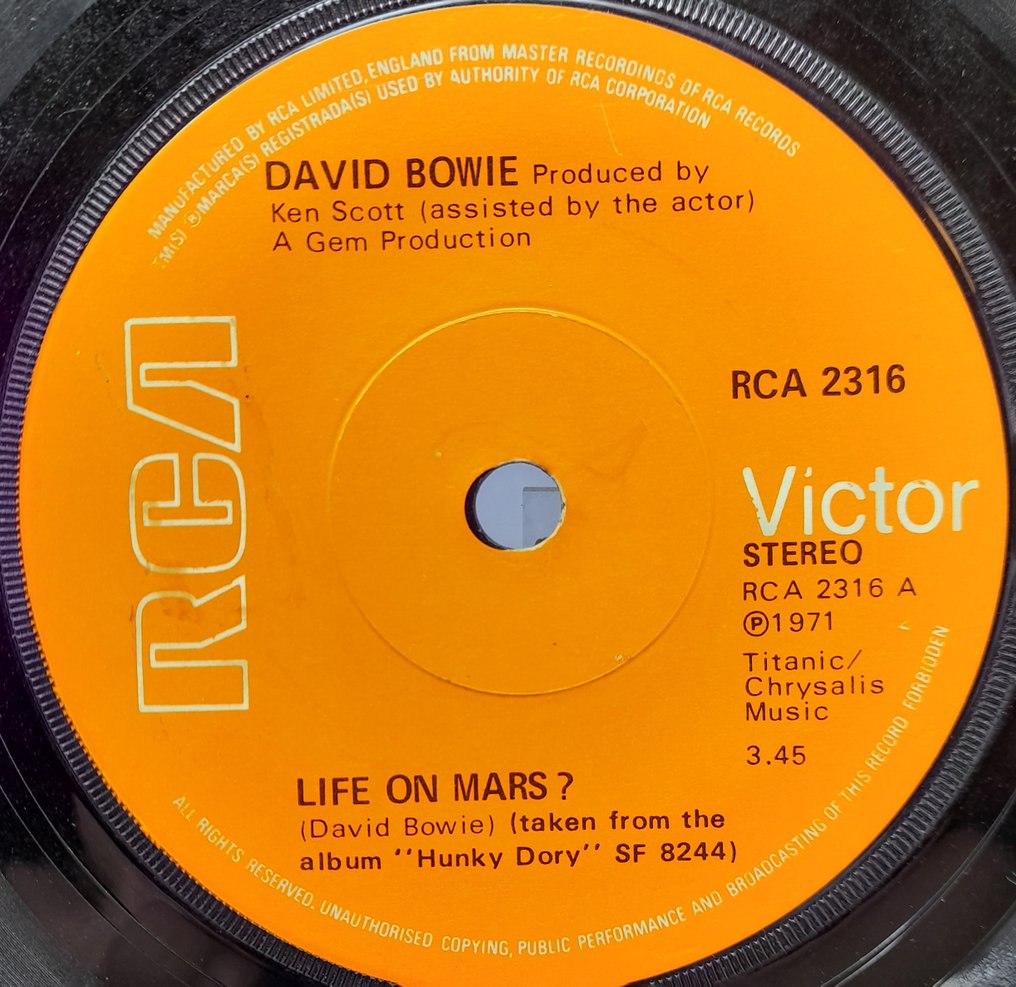 MANUFACTURED BY RCA LIMITED, ENGLAND FROM MASTER RECORDINGS OF RCA RECORDS
TM(S) ® MARCA(S) REGISTRADA(S) USED BY AUTHORITY OF RCA CORPORATION
DAVID BOWIE Produced by
Ken Scott (assisted by the actor)
A Gem Production
RCA
RCA 2316
Victor
STEREO
RCA 2316 A
Ⓟ1971
Titanic/
Chrysalis
Music
3.45
LIFE ON MARS?
(David Bowie) (taken from the
album "Hunky Dory" SF 8244)
ALL RIGHTS RESERVED. UNAUTHORISED COPYING, PUBLIC PERFORMANCE AND BROADCASTING OF THIS RECORD FORBIDDEN